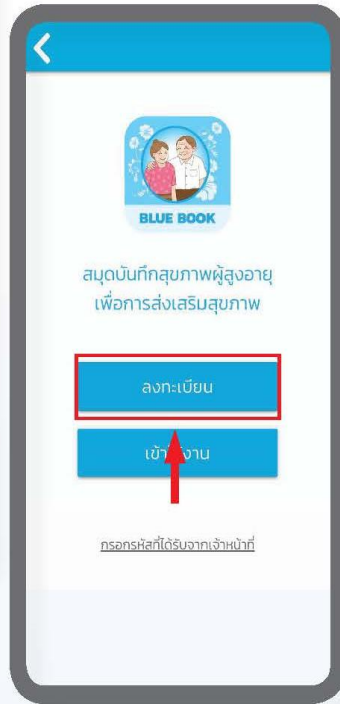 BLUE BOOK
สมุดบันทึกสุขภาพผู้สูงอายุ
เพื่อการส่งเสริมสุขภาพ
ลงทะเบียน
กรอกรหัสที่ได้รับจากเจ้าหน้าที่